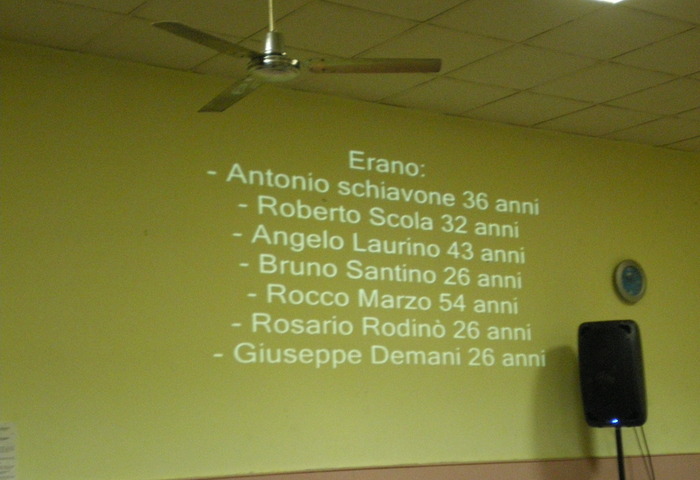 Erano:
- Antonio schiavone 36 anni
- Roberto Scola 32 anni
- Angelo Laurino 43 anni
- Bruno Santino 26 anni
- Rocco Marzo 54 anni
- Rosario Rodinò 26 anni
- Giuseppe Demani 26 anni